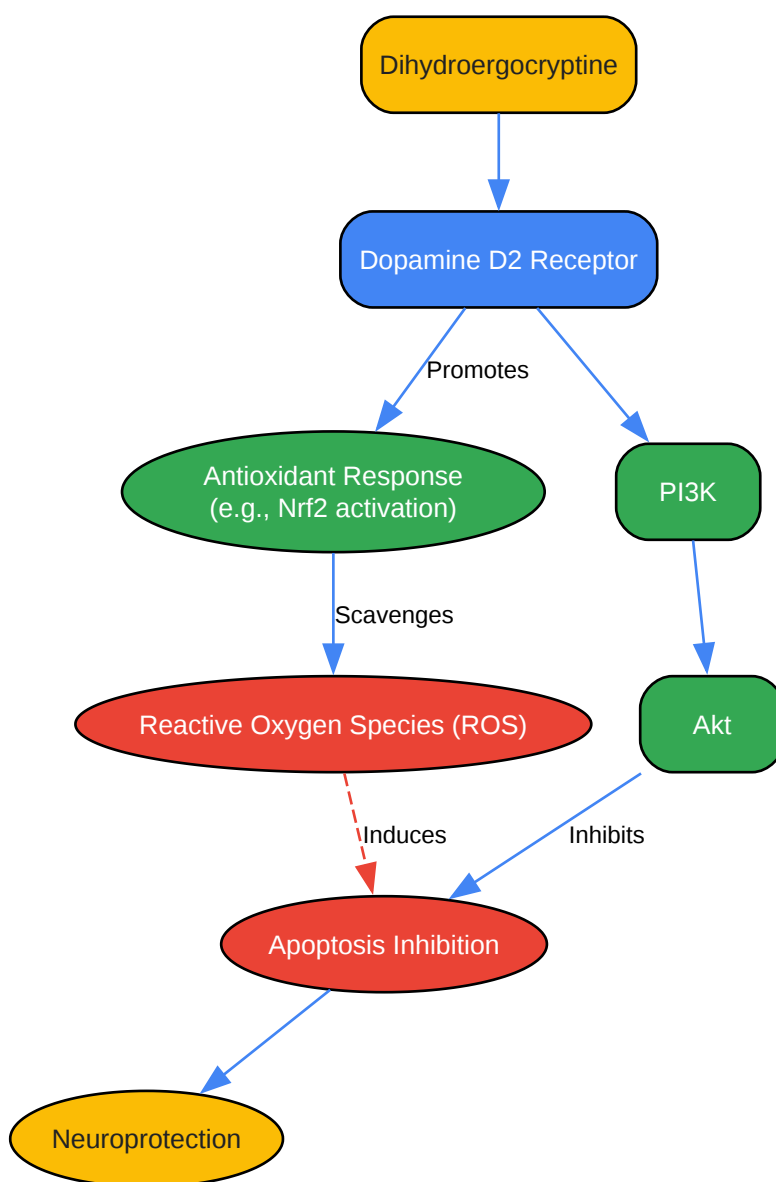 Dihydroergocryptine
Dopamine D2 Receptor
Promotes
Antioxidant Response
(e.g., Nrf2 activation)
PI3K
Scavenges
Reactive Oxygen Species (ROS)
Akt
Induces
Inhibits
Apoptosis Inhibition
Neuroprotection